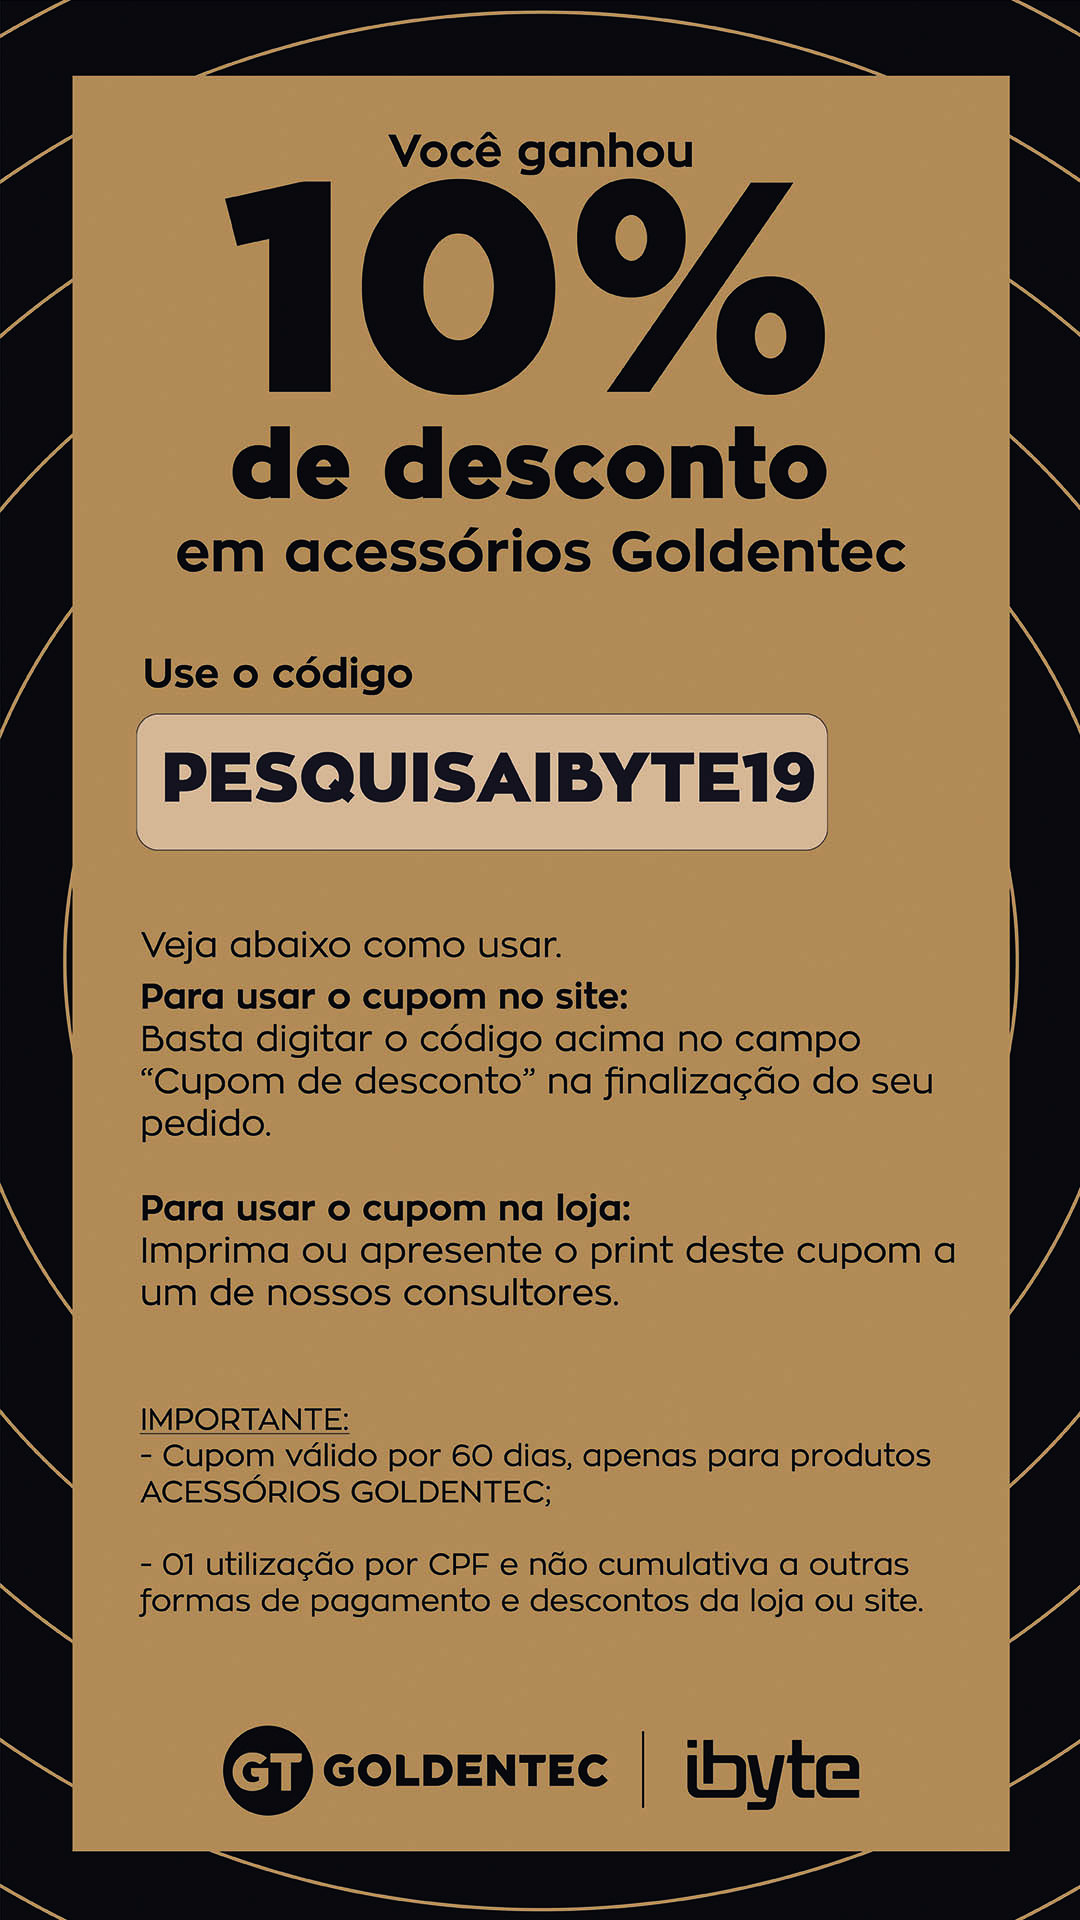 Você ganhou
10%
de desconto
em acessórios Goldentec
Use o código
PESQUISAIBYTE19
Veja abaixo como usar.
Para usar o cupom no site:
Basta digitar o código acima no campo
“Cupom de desconto” na finalização do seu
pedido.
Para usar o cupom na loja:
Imprima ou apresente o print deste cupom a
um de nossos consultores.
IMPORTANTE:
- Cupom válido por 60 dias, apenas para produtos
ACESSÓRIOS GOLDENTEC;
- 01 utilização por CPF e não cumulativa a outras
formas de pagamento e descontos da loja ou site.
GT GOLDENTEC | ibyte